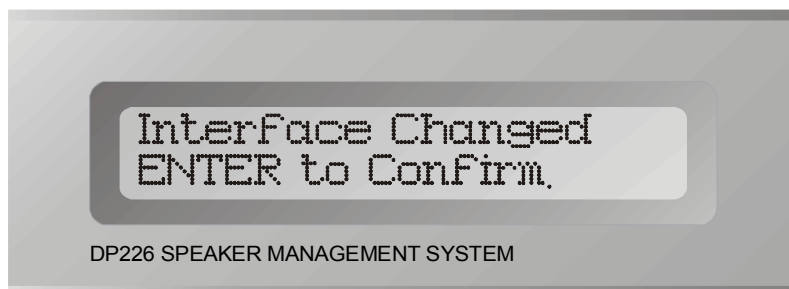 Interface Changed
ENTER to Confirm.
DP226 SPEAKER MANAGEMENT SYSTEM